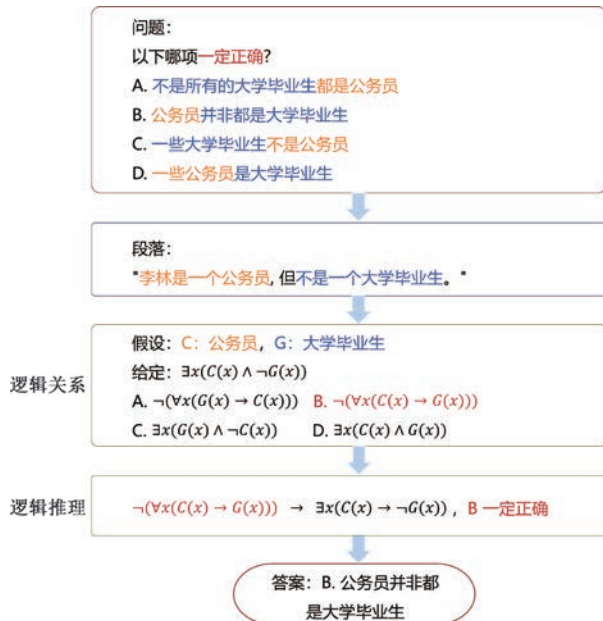 问题：
以下哪项一定正确?
A. 不是所有的大学毕业生都是公务员
B. 公务员并非都是大学毕业生
C. 一些大学毕业生不是公务员
D. 一些公务员是大学毕业生
段落：
"李林是一个公务员, 但不是一个大学毕业生。"
逻辑关系
假设：C：公务员，G：大学毕业生
给定：∃x(C(x) ∧ ¬G(x))
A. ¬(∀x(G(x) → C(x))) B. ¬(∀x(C(x) → G(x)))
C. ∃x(G(x) ∧ ¬C(x)) D. ∃x(C(x) ∧ G(x))
逻辑推理
¬(∀x(C(x) → G(x))) → ∃x(C(x) → ¬G(x)) , B 一定正确
答案：B. 公务员并非都
是大学毕业生